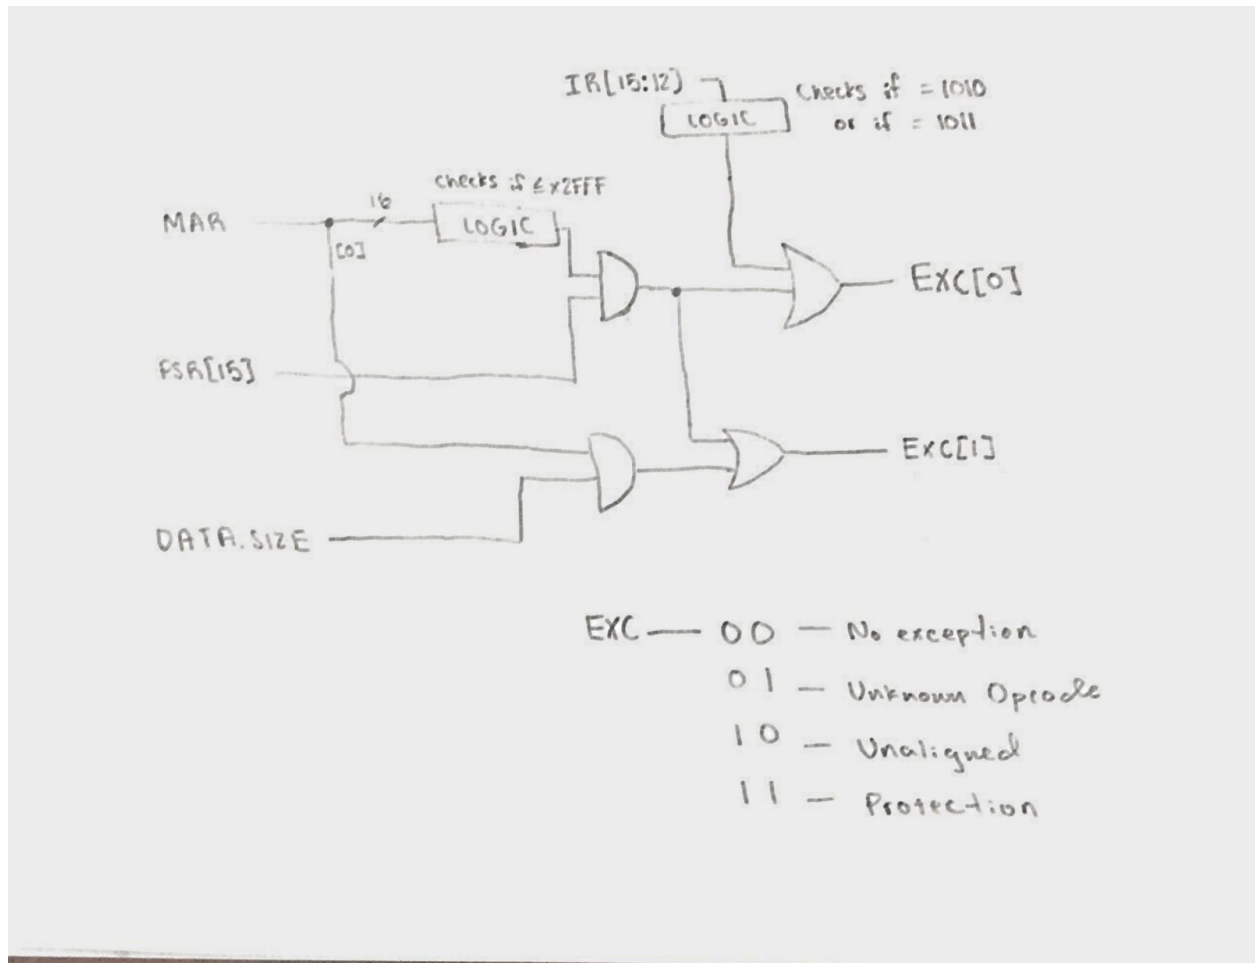 IR[15:12]
Checks if = 1010
or if = 1011
LOGIC
checks if ≤ x2FFF
16
MAR
LOGIC
[0]
EXC[0]
PSR[15]
EXC[1]
DATA.SIZE
EXC — 00 — No exception
01 — Unknown Opcode
10 — Unaligned
11 — Protection